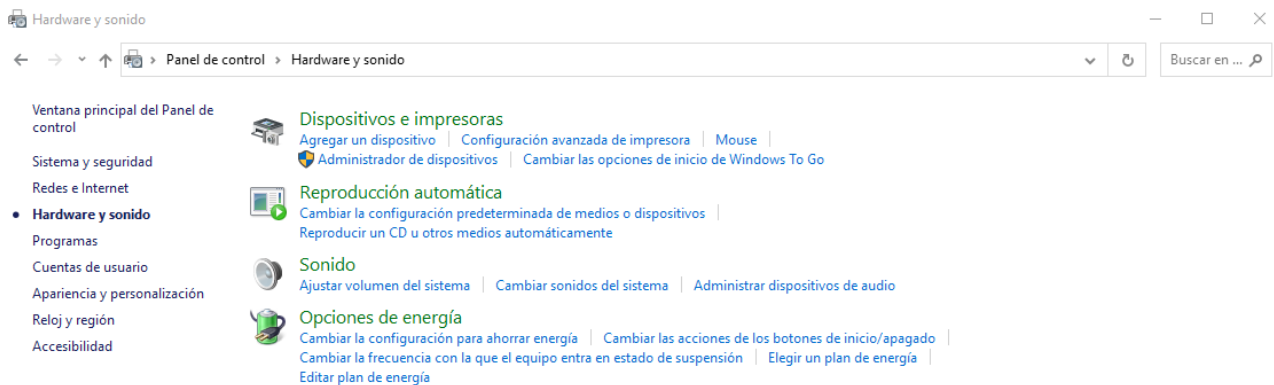 Hardware y sonido
Panel de control > Hardware y sonido
Buscar en ...
Ventana principal del Panel de
control
Sistema y seguridad
Redes e Internet
Hardware y sonido
Programas
Cuentas de usuario
Apariencia y personalización
Reloj y región
Accesibilidad
Dispositivos e impresoras
Agregar un dispositivo | Configuración avanzada de impresora | Mouse |
Administrador de dispositivos | Cambiar las opciones de inicio de Windows To Go
Reproducción automática
Cambiar la configuración predeterminada de medios o dispositivos |
Reproducir un CD u otros medios automáticamente
Sonido
Ajustar volumen del sistema | Cambiar sonidos del sistema | Administrar dispositivos de audio
Opciones de energía
Cambiar la configuración para ahorrar energía | Cambiar las acciones de los botones de inicio/apagado |
Cambiar la frecuencia con la que el equipo entra en estado de suspensión | Elegir un plan de energía |
Editar plan de energía